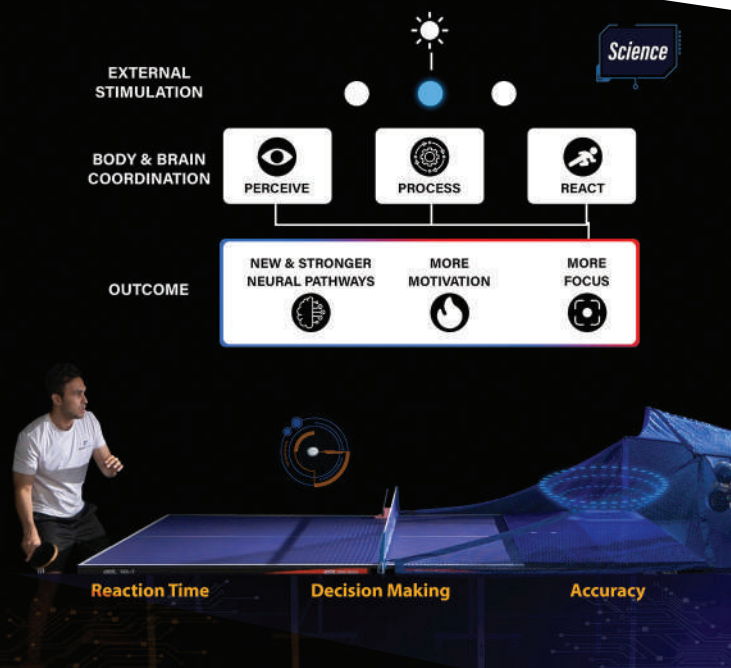 Science
EXTERNAL
STIMULATION
BODY & BRAIN
COORDINATION
PERCEIVE
PROCESS
REACT
OUTCOME
NEW & STRONGER
NEURAL PATHWAYS
MORE
MOTIVATION
MORE
FOCUS
Reaction Time
Decision Making
Accuracy